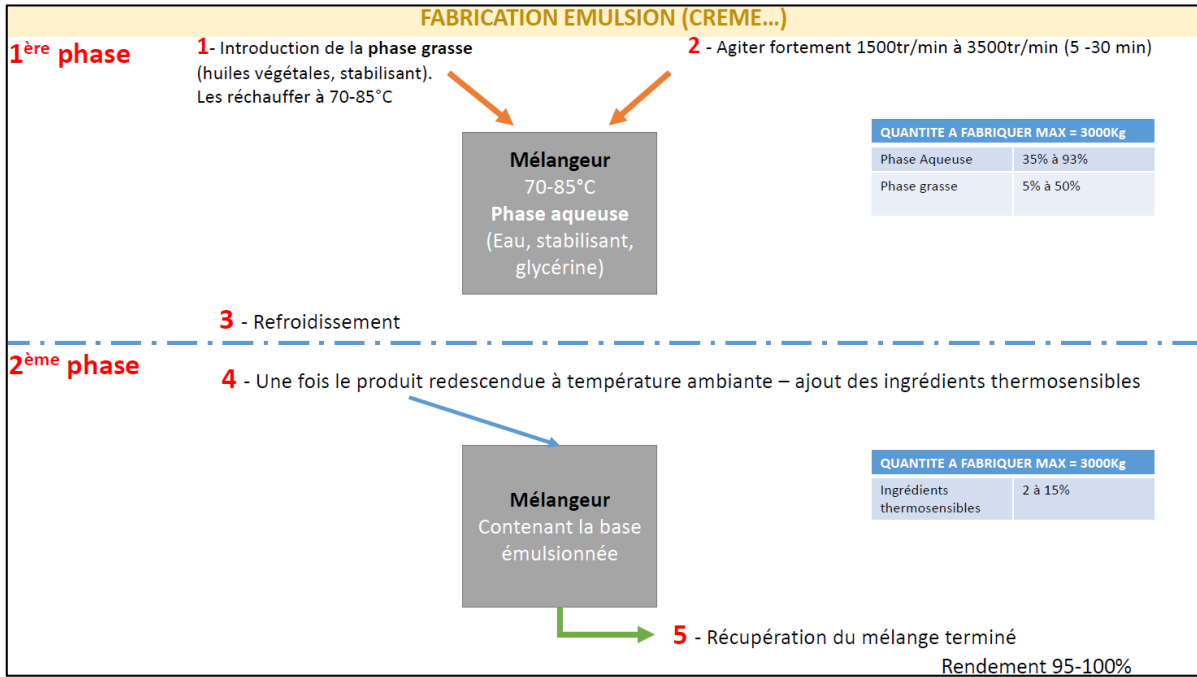 FABRICATION EMULSION (CREME…)
1ère phase
1- Introduction de la phase grasse
(huiles végétales, stabilisant).
Les réchauffer à 70-85°C
2 - Agiter fortement 1500tr/min à 3500tr/min (5 -30 min)
Mélangeur
70-85°C
Phase aqueuse
(Eau, stabilisant,
glycérine)
QUANTITE A FABRIQUER MAX = 3000Kg
Phase Aqueuse 35% à 93%
Phase grasse 5% à 50%
3 - Refroidissement
2ème phase
4 - Une fois le produit redescendue à température ambiante – ajout des ingrédients thermosensibles
Mélangeur
Contenant la base
émulsionnée
QUANTITE A FABRIQUER MAX = 3000Kg
Ingrédients 2 à 15%
thermosensibles
5 - Récupération du mélange terminé
Rendement 95-100%